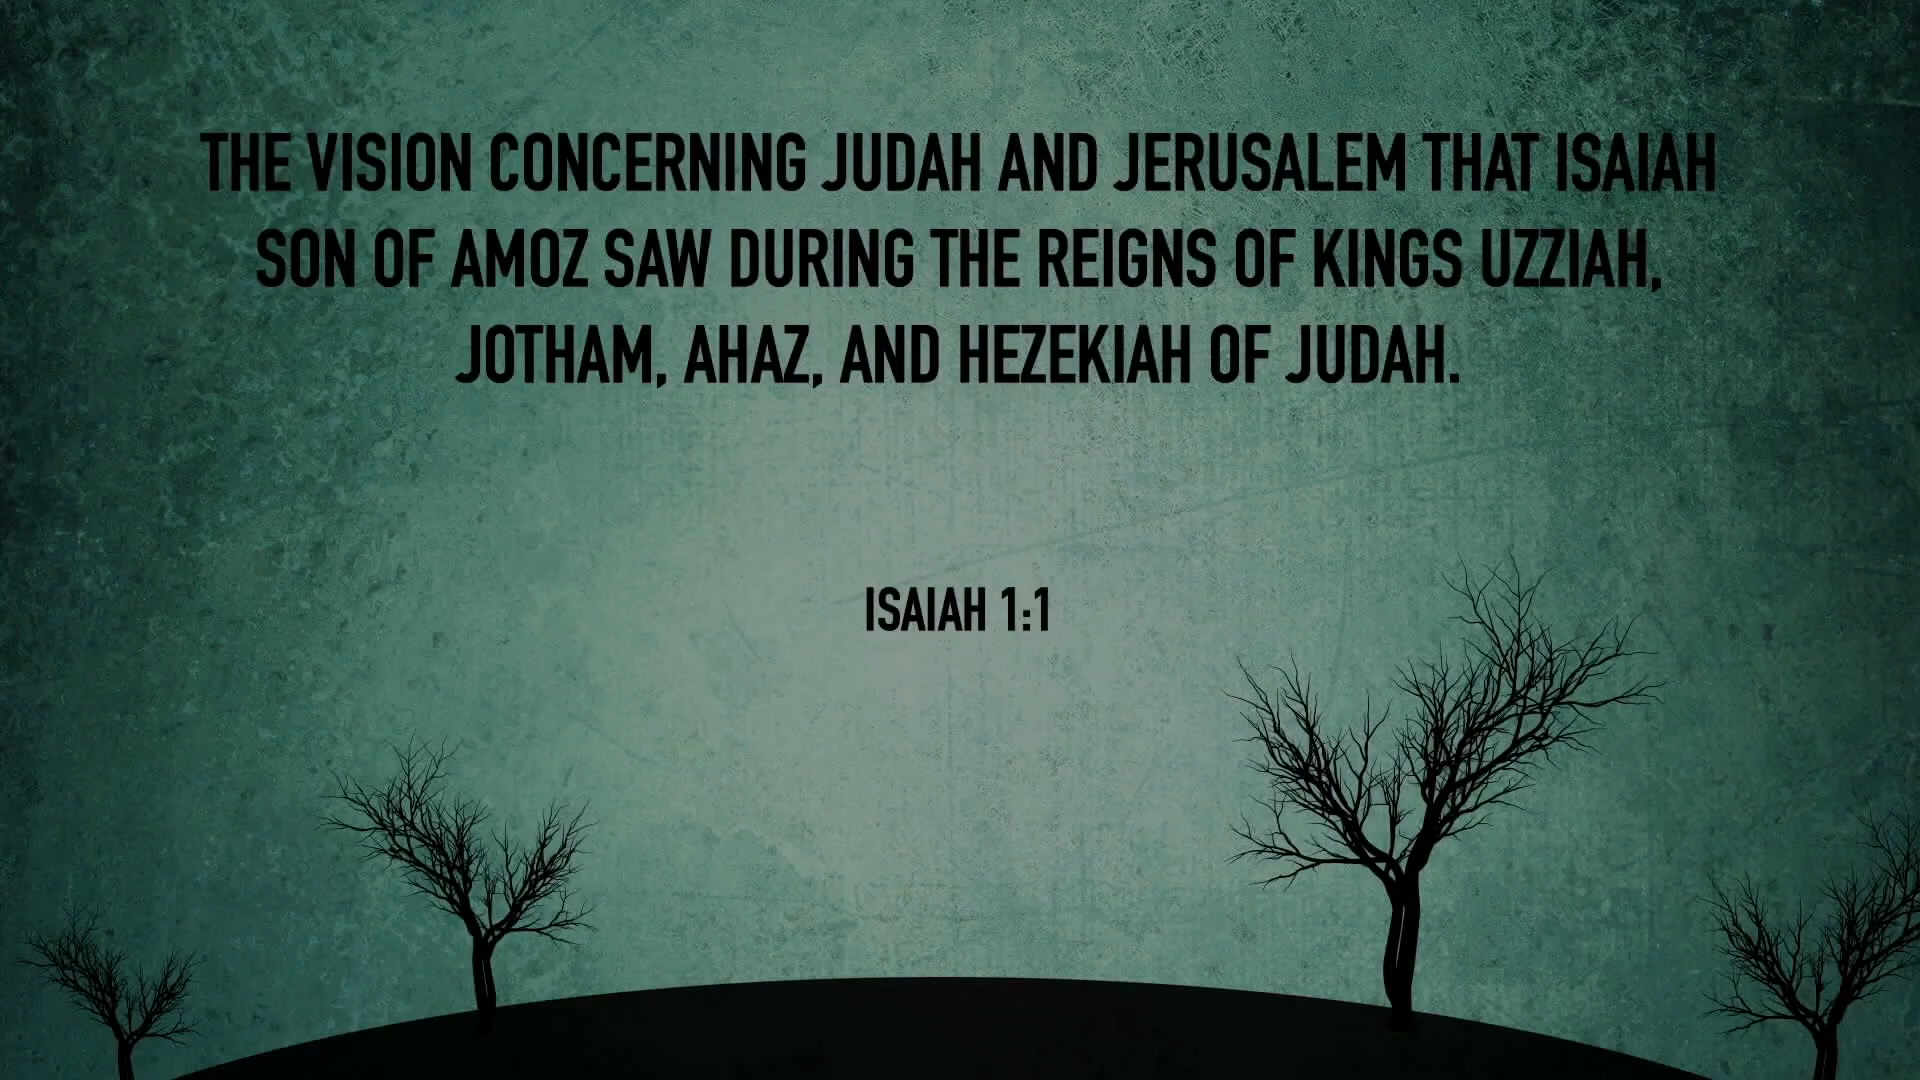 THE VISION CONCERNING JUDAH AND JERUSALEM THAT ISAIAH
SON OF AMOZ SAW DURING THE REIGNS OF KINGS UZZIAH,
JOTHAM, AHAZ, AND HEZEKIAH OF JUDAH.
ISAIAH 1:1